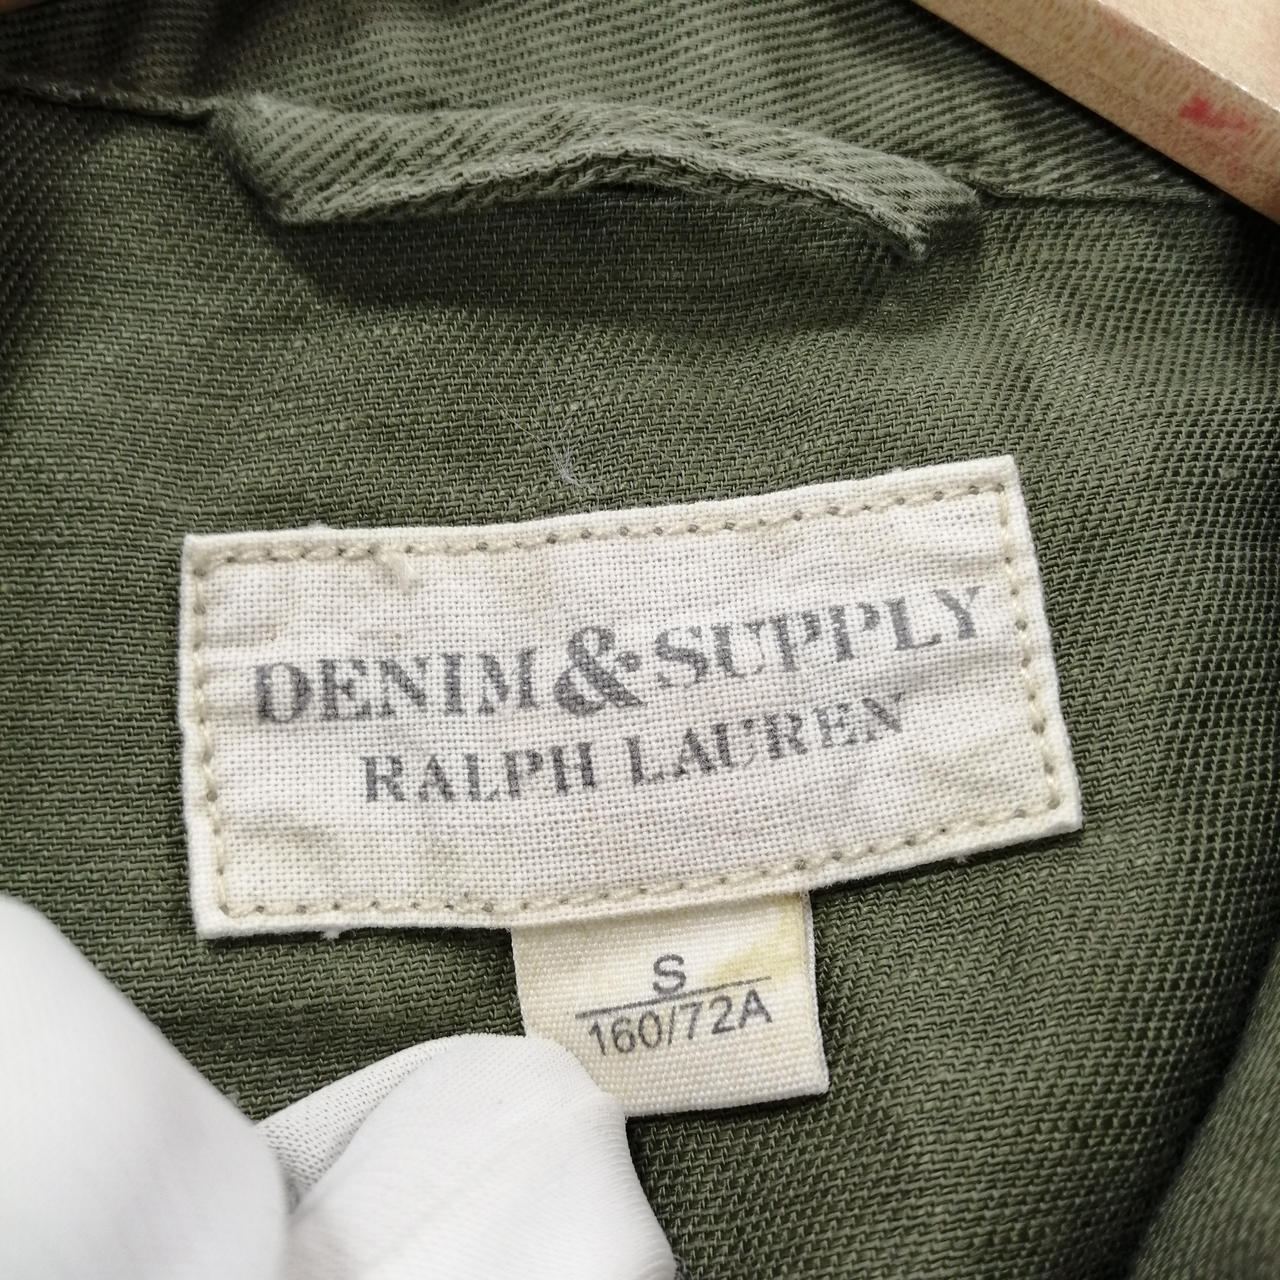 DENIM & SUPPLY
RALPH LAUREN
S
160/72A